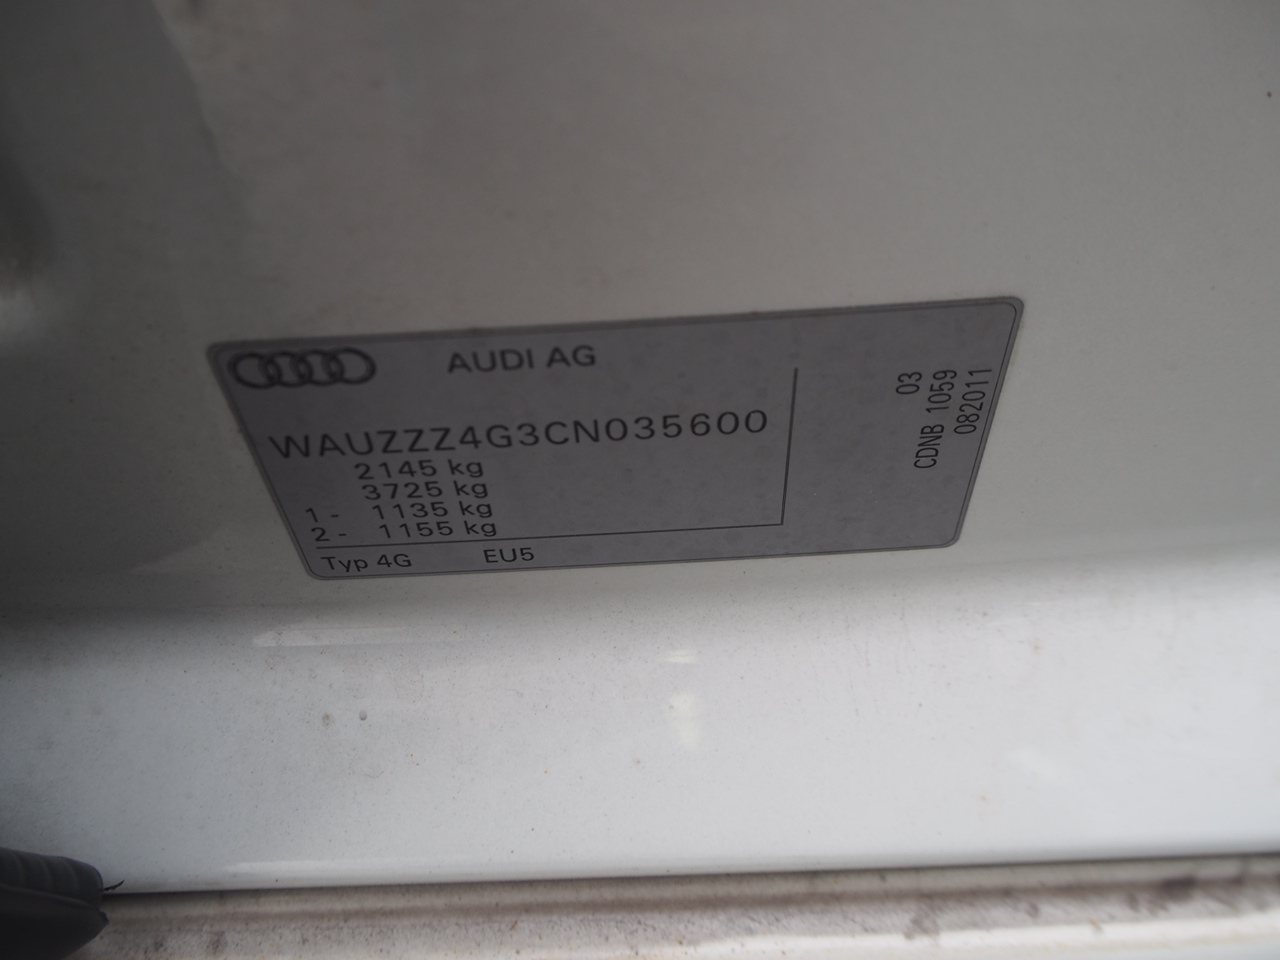 AUDI AG
WAUZZZ4G3CN035600
2145 kg
3725 kg
1- 1135 kg
2- 1155 kg
Typ 4G EU5
03
CDNB 1059
082011